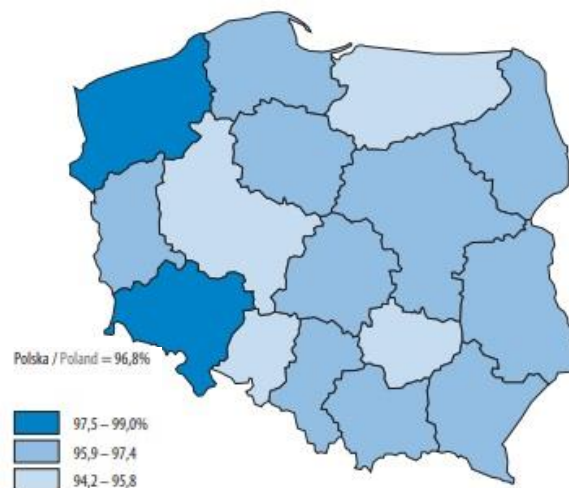 Polska / Poland = 96,8%
97,5 – 99,0%
95,9 – 97,4
94,2 – 95,8